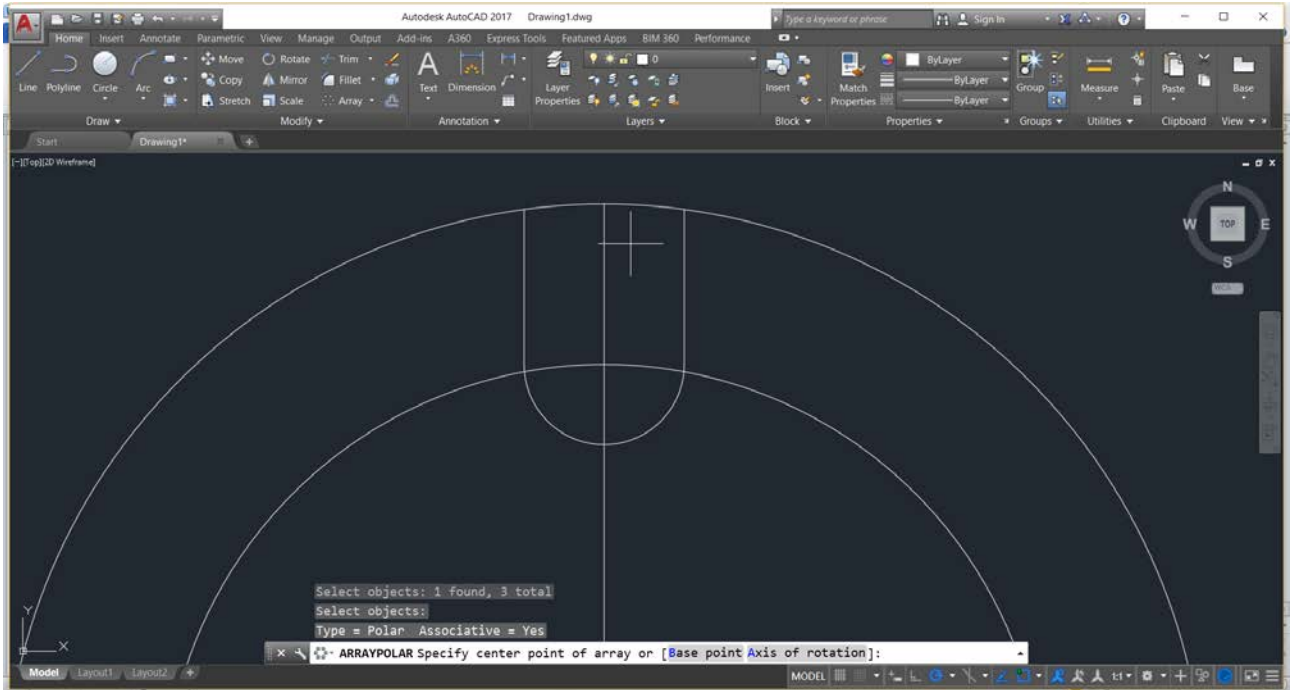 Autodesk AutoCAD 2017 Drawing1.dwg
Type a keyword or phrase
Sign In
Home Insert Annotate Parametric View Manage Output Add-ins A360 Express Tools Featured Apps BIM 360 Performance
Line Polyline Circle Arc
Move Rotate Trim
Copy Mirror Fillet
Stretch Scale Array
Text Dimension
Layer Properties
0
Insert
Match Properties
ByLayer
ByLayer
ByLayer
Group
Measure
Paste
Base
Draw Modify Annotation Layers Block Properties Groups Utilities Clipboard View
Start Drawing1*
[−][Top][2D Wireframe]
N
W TOP E
S
WCS
Select objects: 1 found, 3 total
Select objects:
Type = Polar Associative = Yes
Y
X
ARRAYPOLAR Specify center point of array or [Base point Axis of rotation]:
Model Layout1 Layout2 +
MODEL 1:1